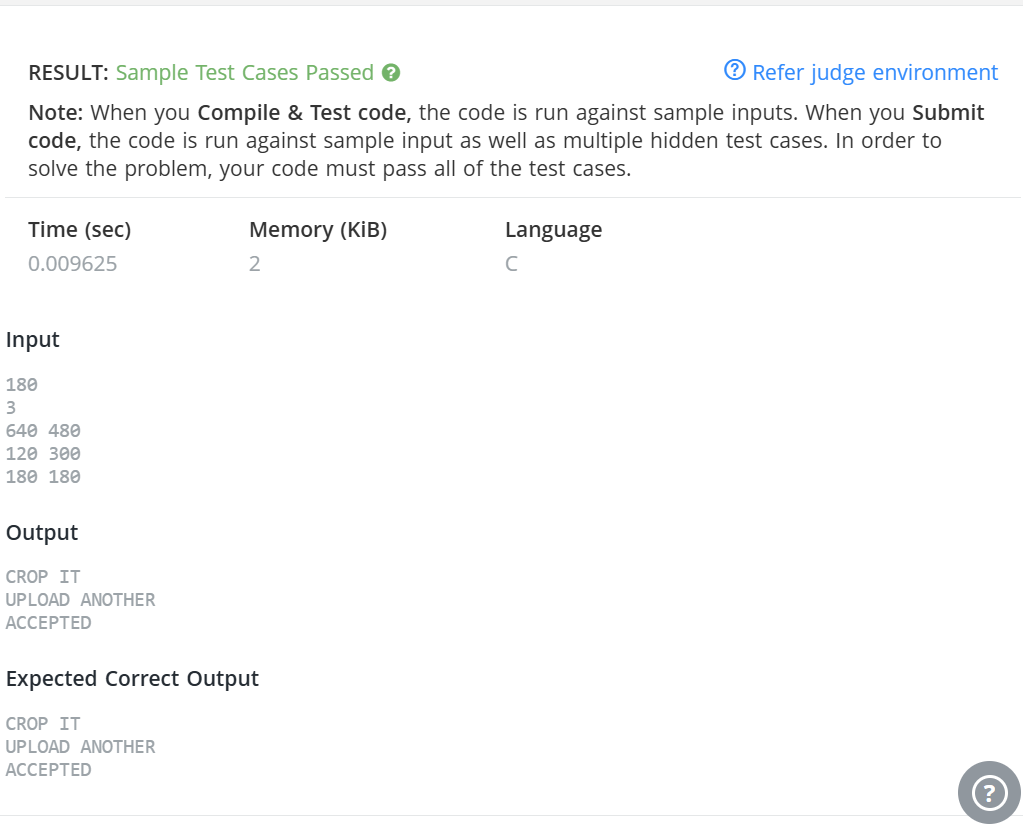 RESULT: Sample Test Cases Passed ?
? Refer judge environment
Note: When you Compile & Test code, the code is run against sample inputs. When you Submit
code, the code is run against sample input as well as multiple hidden test cases. In order to
solve the problem, your code must pass all of the test cases.
Time (sec) Memory (KiB) Language
0.009625 2 C
Input
180
3
640 480
120 300
180 180
Output
CROP IT
UPLOAD ANOTHER
ACCEPTED
Expected Correct Output
CROP IT
UPLOAD ANOTHER
ACCEPTED
?